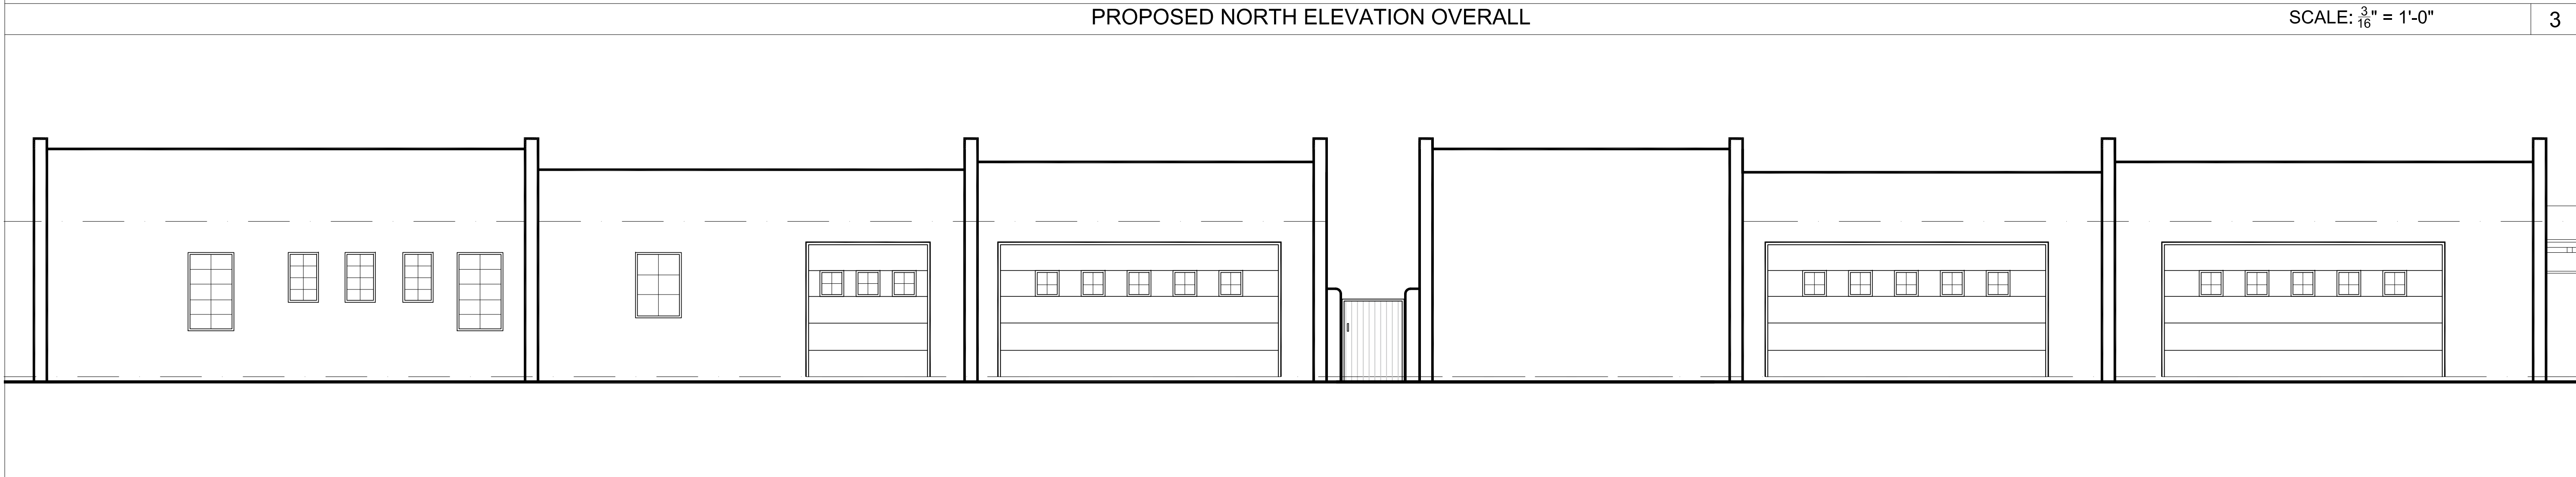 PROPOSED NORTH ELEVATION OVERALL
SCALE: 3/16" = 1'-0"
3